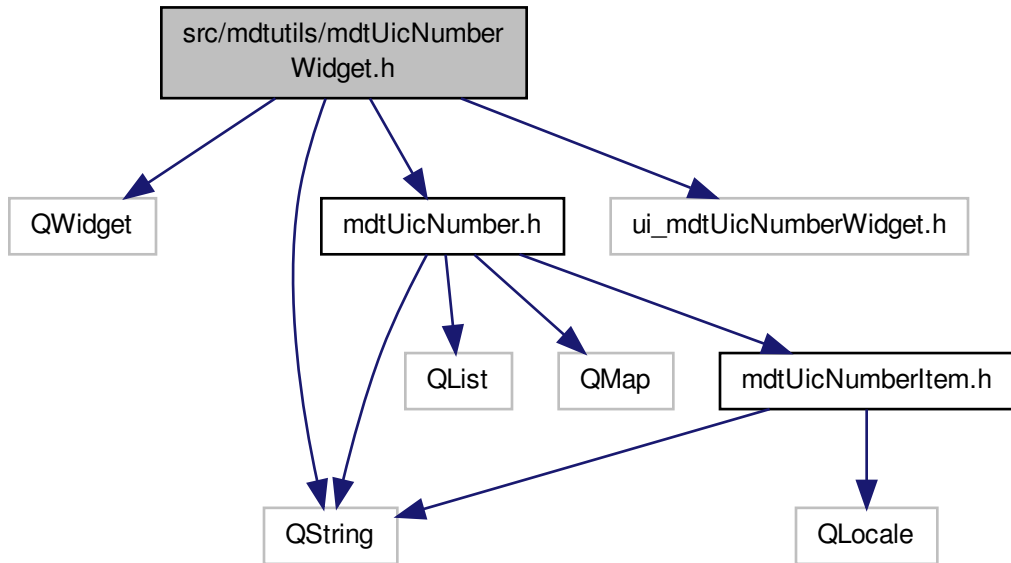 src/mdtutils/mdtUicNumber
Widget.h
QWidget
mdtUicNumber.h
ui_mdtUicNumberWidget.h
QList
QMap
mdtUicNumberItem.h
QString
QLocale